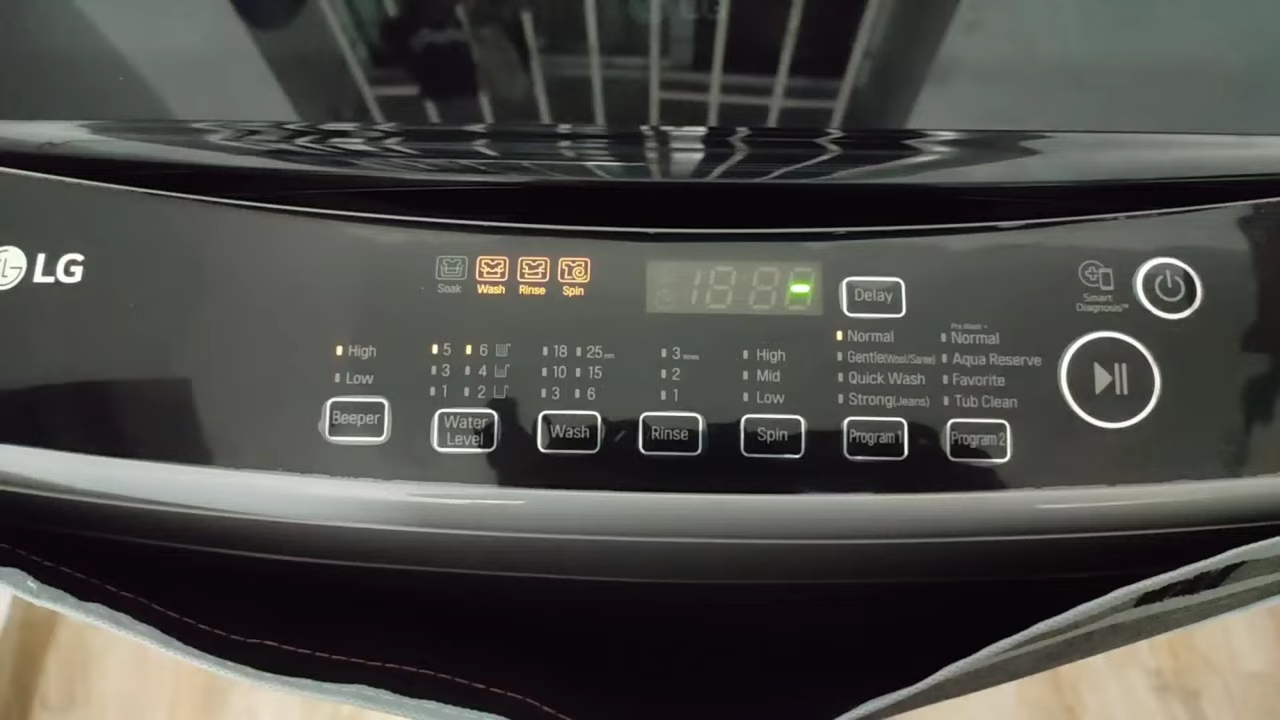 LG
Soak Wash Rinse Spin
188
Delay
Smart
Diagnosis™
High
Low
Beeper
5 6
3 4
1 2
Water
Level
18 25
10 15
3 6
Wash
3
2
1
Rinse
High
Mid
Low
Spin
Normal
Gentle(Wool/Saree)
Quick Wash
Strong(Jeans)
Program 1
Pre Wash +
Normal
Aqua Reserve
Favorite
Tub Clean
Program 2